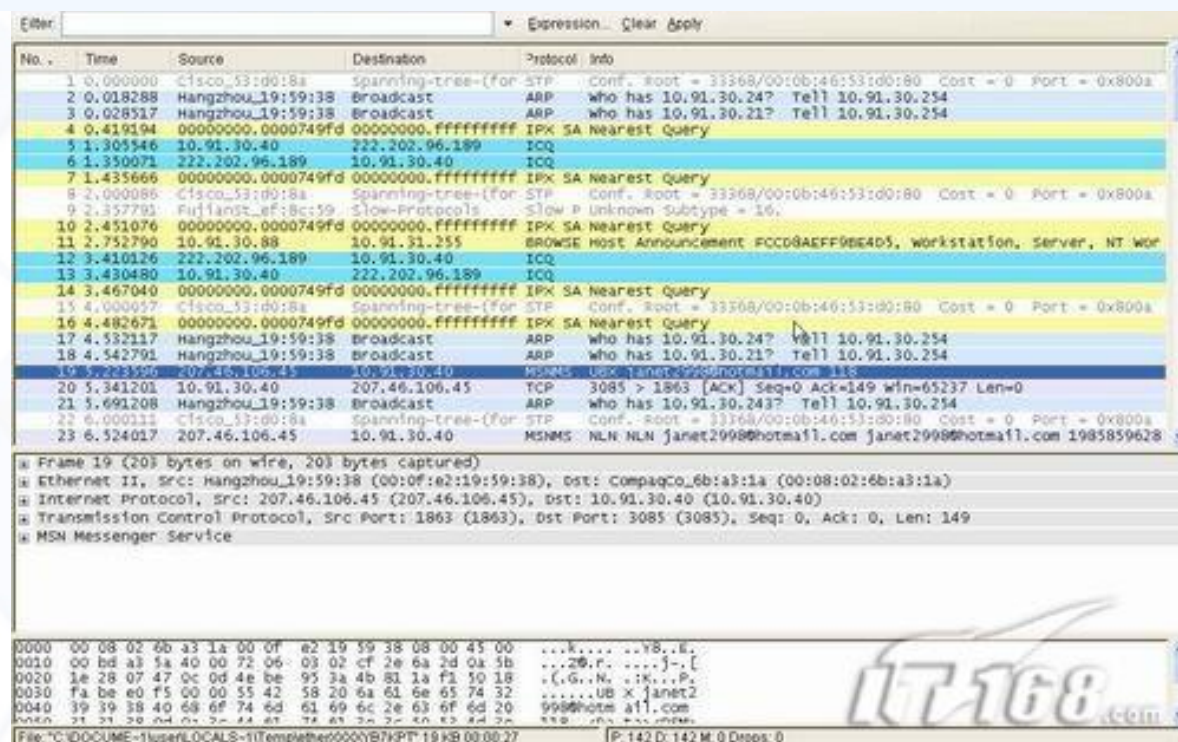 Filter:
Expression... Clear Apply
No. . Time Source Destination Protocol Info
1 0.000000 Cisco_53:d0:8a Spanning-tree-(for STP Conf. Root = 33368/00:0b:46:53:d0:80 Cost = 0 Port = 0x800a
2 0.018288 Hangzhou_19:59:38 Broadcast ARP who has 10.91.30.24? Tell 10.91.30.254
3 0.028517 Hangzhou_19:59:38 Broadcast ARP who has 10.91.30.21? Tell 10.91.30.254
4 0.419194 00000000.0000749fd 00000000.ffffffffff IPX SA Nearest Query
5 1.305546 10.91.30.40 222.202.96.189 ICQ
6 1.350071 222.202.96.189 10.91.30.40 ICQ
7 1.435666 00000000.0000749fd 00000000.ffffffffff IPX SA Nearest Query
8 2.000086 Cisco_53:d0:8a Spanning-tree-(for STP Conf. Root = 33368/00:0b:46:53:d0:80 Cost = 0 Port = 0x800a
9 2.357791 Fujianst_ef:8c:59 Slow-Protocols Slow P Unknown Subtype = 16.
10 2.451076 00000000.0000749fd 00000000.ffffffffff IPX SA Nearest Query
11 2.752790 10.91.30.88 10.91.31.255 BROWSE Host Announcement FCCD8AEFF9BE4D5, Workstation, Server, NT Wor
12 3.410126 222.202.96.189 10.91.30.40 ICQ
13 3.430480 10.91.30.40 222.202.96.189 ICQ
14 3.467040 00000000.0000749fd 00000000.ffffffffff IPX SA Nearest Query
15 4.000057 Cisco_53:d0:8a Spanning-tree-(for STP Conf. Root = 33368/00:0b:46:53:d0:80 Cost = 0 Port = 0x800a
16 4.482671 00000000.0000749fd 00000000.ffffffffff IPX SA Nearest Query
17 4.532117 Hangzhou_19:59:38 Broadcast ARP who has 10.91.30.24? Tell 10.91.30.254
18 4.542791 Hangzhou_19:59:38 Broadcast ARP who has 10.91.30.21? Tell 10.91.30.254
19 5.223596 207.46.106.45 10.91.30.40 MSNMS UBX janet2998@hotmail.com 118
20 5.341201 10.91.30.40 207.46.106.45 TCP 3085 > 1863 [ACK] Seq=0 Ack=149 Win=65237 Len=0
21 5.691208 Hangzhou_19:59:38 Broadcast ARP who has 10.91.30.243? Tell 10.91.30.254
22 6.000111 Cisco_53:d0:8a Spanning-tree-(for STP Conf. Root = 33368/00:0b:46:53:d0:80 Cost = 0 Port = 0x800a
23 6.524017 207.46.106.45 10.91.30.40 MSNMS NLN NLN janet2998@hotmail.com janet2998@hotmail.com 1985859628
Frame 19 (203 bytes on wire, 203 bytes captured)
Ethernet II, Src: Hangzhou_19:59:38 (00:0f:e2:19:59:38), Dst: CompaqCo_6b:a3:1a (00:08:02:6b:a3:1a)
Internet Protocol, Src: 207.46.106.45 (207.46.106.45), Dst: 10.91.30.40 (10.91.30.40)
Transmission Control Protocol, Src Port: 1863 (1863), Dst Port: 3085 (3085), Seq: 0, Ack: 0, Len: 149
MSN Messenger Service
0000 00 08 02 6b a3 1a 00 0f e2 19 59 38 08 00 45 00 ...k.... ..Y8..E.
0010 00 bd a3 5a 40 00 72 06 03 02 cf 2e 6a 2d 0a 5b ...Z@.r. ....j-.[
0020 1e 28 07 47 0c 0d 4e be 95 3a 4b 81 1a f1 50 18 .(.G..N. .:K...P.
0030 fa be e0 f5 00 00 55 42 58 20 6a 61 6e 65 74 32 ......UB X janet2
0040 39 39 38 40 68 6f 74 6d 61 69 6c 2e 63 6f 6d 20 998@hotm ail.com
File: 19 KB 00:00:27 P: 142 D: 142 M: 0 Drops: 0
IT168.com